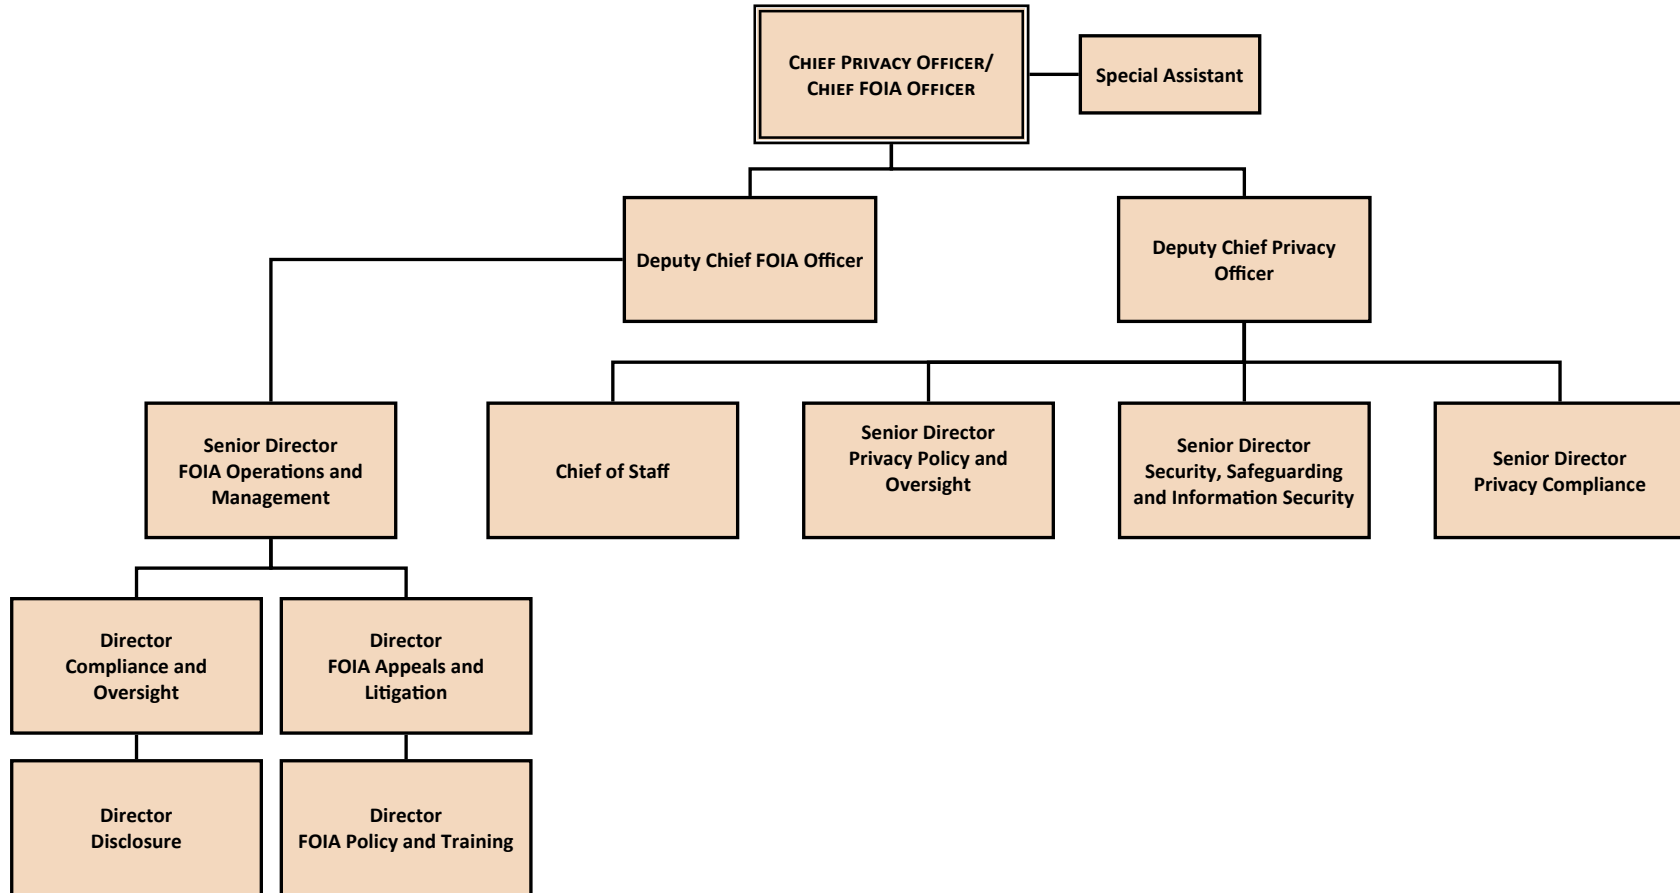 CHIEF PRIVACY OFFICER/
CHIEF FOIA OFFICER
Special Assistant
Deputy Chief FOIA Officer
Deputy Chief Privacy
Officer
Senior Director
FOIA Operations and
Management
Chief of Staff
Senior Director
Privacy Policy and
Oversight
Senior Director
Security, Safeguarding
and Information Security
Senior Director
Privacy Compliance
Director
Compliance and
Oversight
Director
FOIA Appeals and
Litigation
Director
Disclosure
Director
FOIA Policy and Training